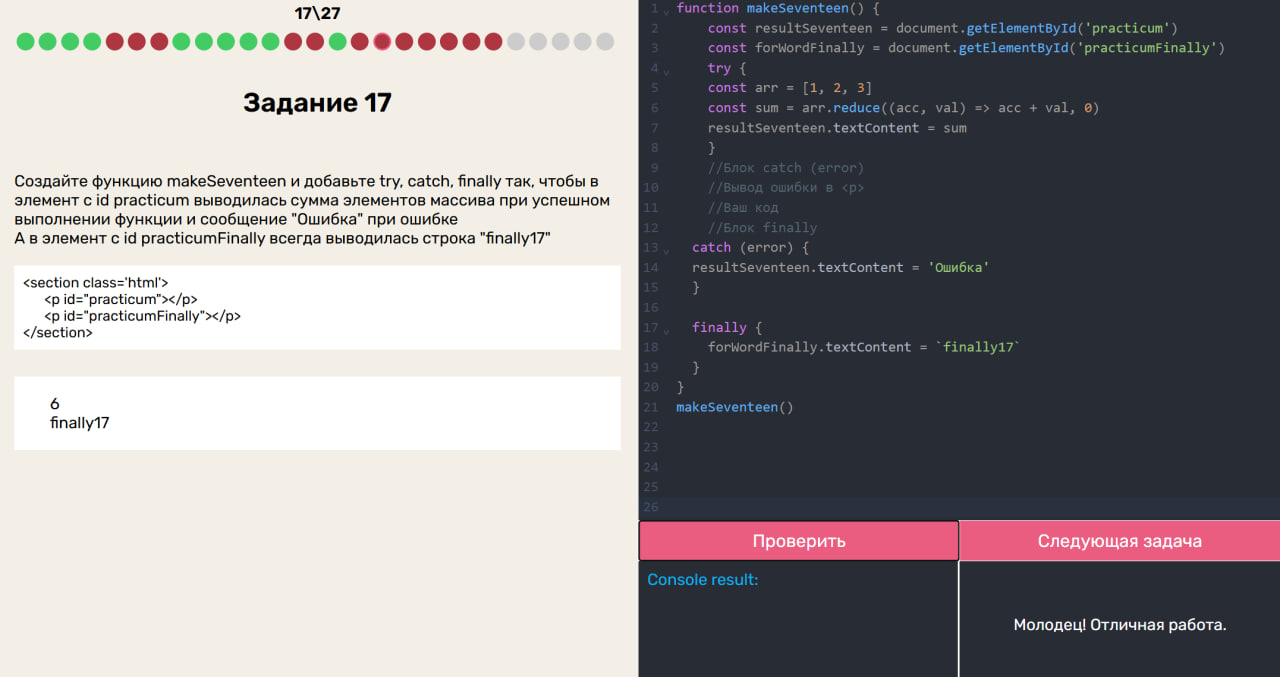 17\27
Задание 17
Создайте функцию makeSeventeen и добавьте try, catch, finally так, чтобы в
элемент с id practicum выводилась сумма элементов массива при успешном
выполнении функции и сообщение "Ошибка" при ошибке
А в элемент с id practicumFinally всегда выводилась строка "finally17"
<section class='html'>
<p id="practicum"></p>
<p id="practicumFinally"></p>
</section>
6
finally17
1 function makeSeventeen() {
2 const resultSeventeen = document.getElementById('practicum')
3 const forWordFinally = document.getElementById('practicumFinally')
4 try {
5 const arr = [1, 2, 3]
6 const sum = arr.reduce((acc, val) => acc + val, 0)
7 resultSeventeen.textContent = sum
8 }
9 //Блок catch (error)
10 //Вывод ошибки в <p>
11 //Ваш код
12 //Блок finally
13 catch (error) {
14 resultSeventeen.textContent = 'Ошибка'
15 }
16
17 finally {
18 forWordFinally.textContent = `finally17`
19 }
20 }
21 makeSeventeen()
22
23
24
25
26
Проверить
Следующая задача
Console result:
Молодец! Отличная работа.